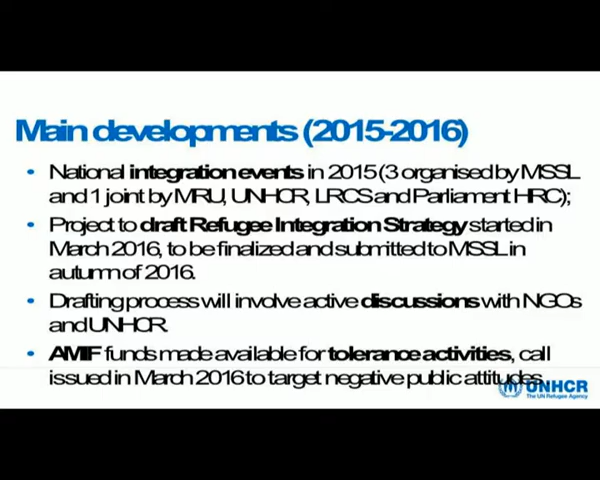 Main developments (2015-2016)
• National integration events in 2015 (3 organised by MSSL
and 1 joint by MRU, UNHCR, LRCS and Parliament HRC);
• Project to draft Refugee Integration Strategy started in
March 2016, to be finalized and submitted to MSSL in
autumn of 2016.
• Drafting process will involve active discussions with NGOs
and UNHCR.
• AMIF funds made available for tolerance activities, call
issued in March 2016 to target negative public attitudes.
UNHCR
The UN Refugee Agency